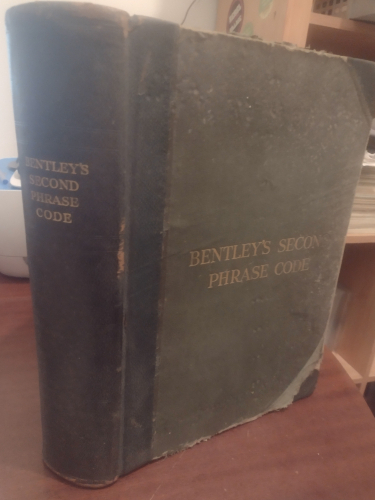 BENTLEY'S
SECOND
PHRASE
CODE
BENTLEY'S SECON
PHRASE CODE